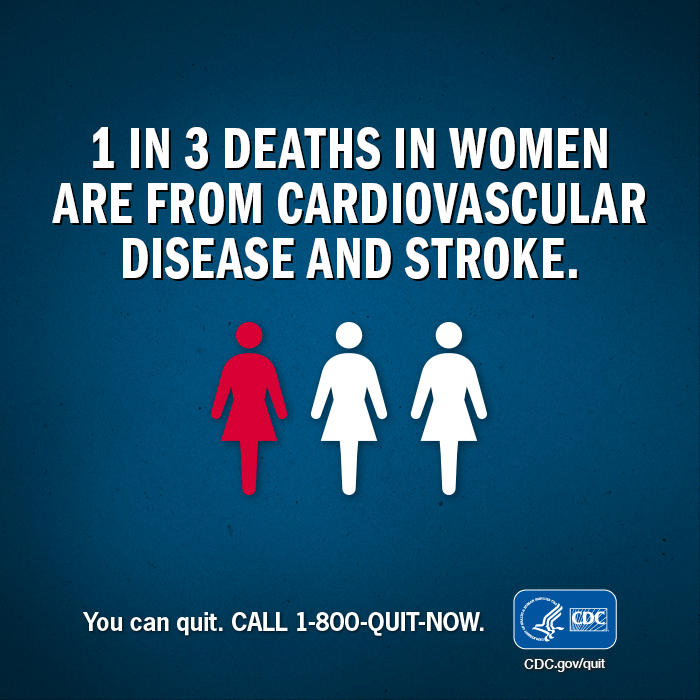 1 IN 3 DEATHS IN WOMEN
ARE FROM CARDIOVASCULAR
DISEASE AND STROKE.
You can quit. CALL 1-800-QUIT-NOW.
CDC
CDC.gov/quit